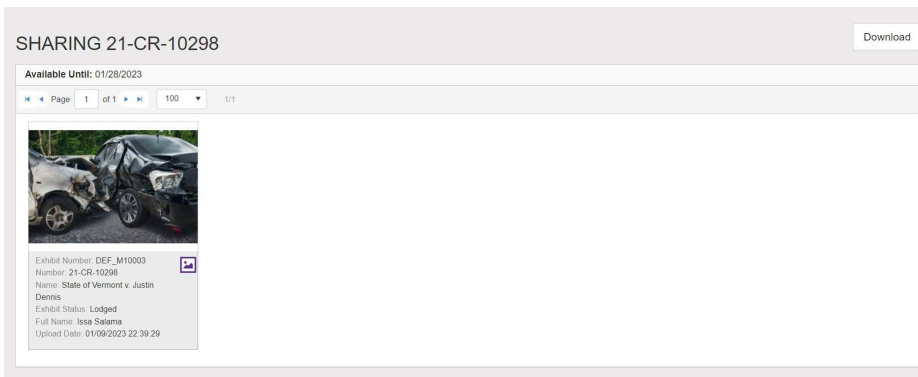 SHARING 21-CR-10298
Download
Available Until: 01/28/2023
Page 1 of 1 100 1/1
Exhibit Number: DEF_M10003
Number: 21-CR-10298
Name: State of Vermont v. Justin
Dennis
Exhibit Status: Lodged
Full Name: Issa Salama
Upload Date: 01/09/2023 22:39:29